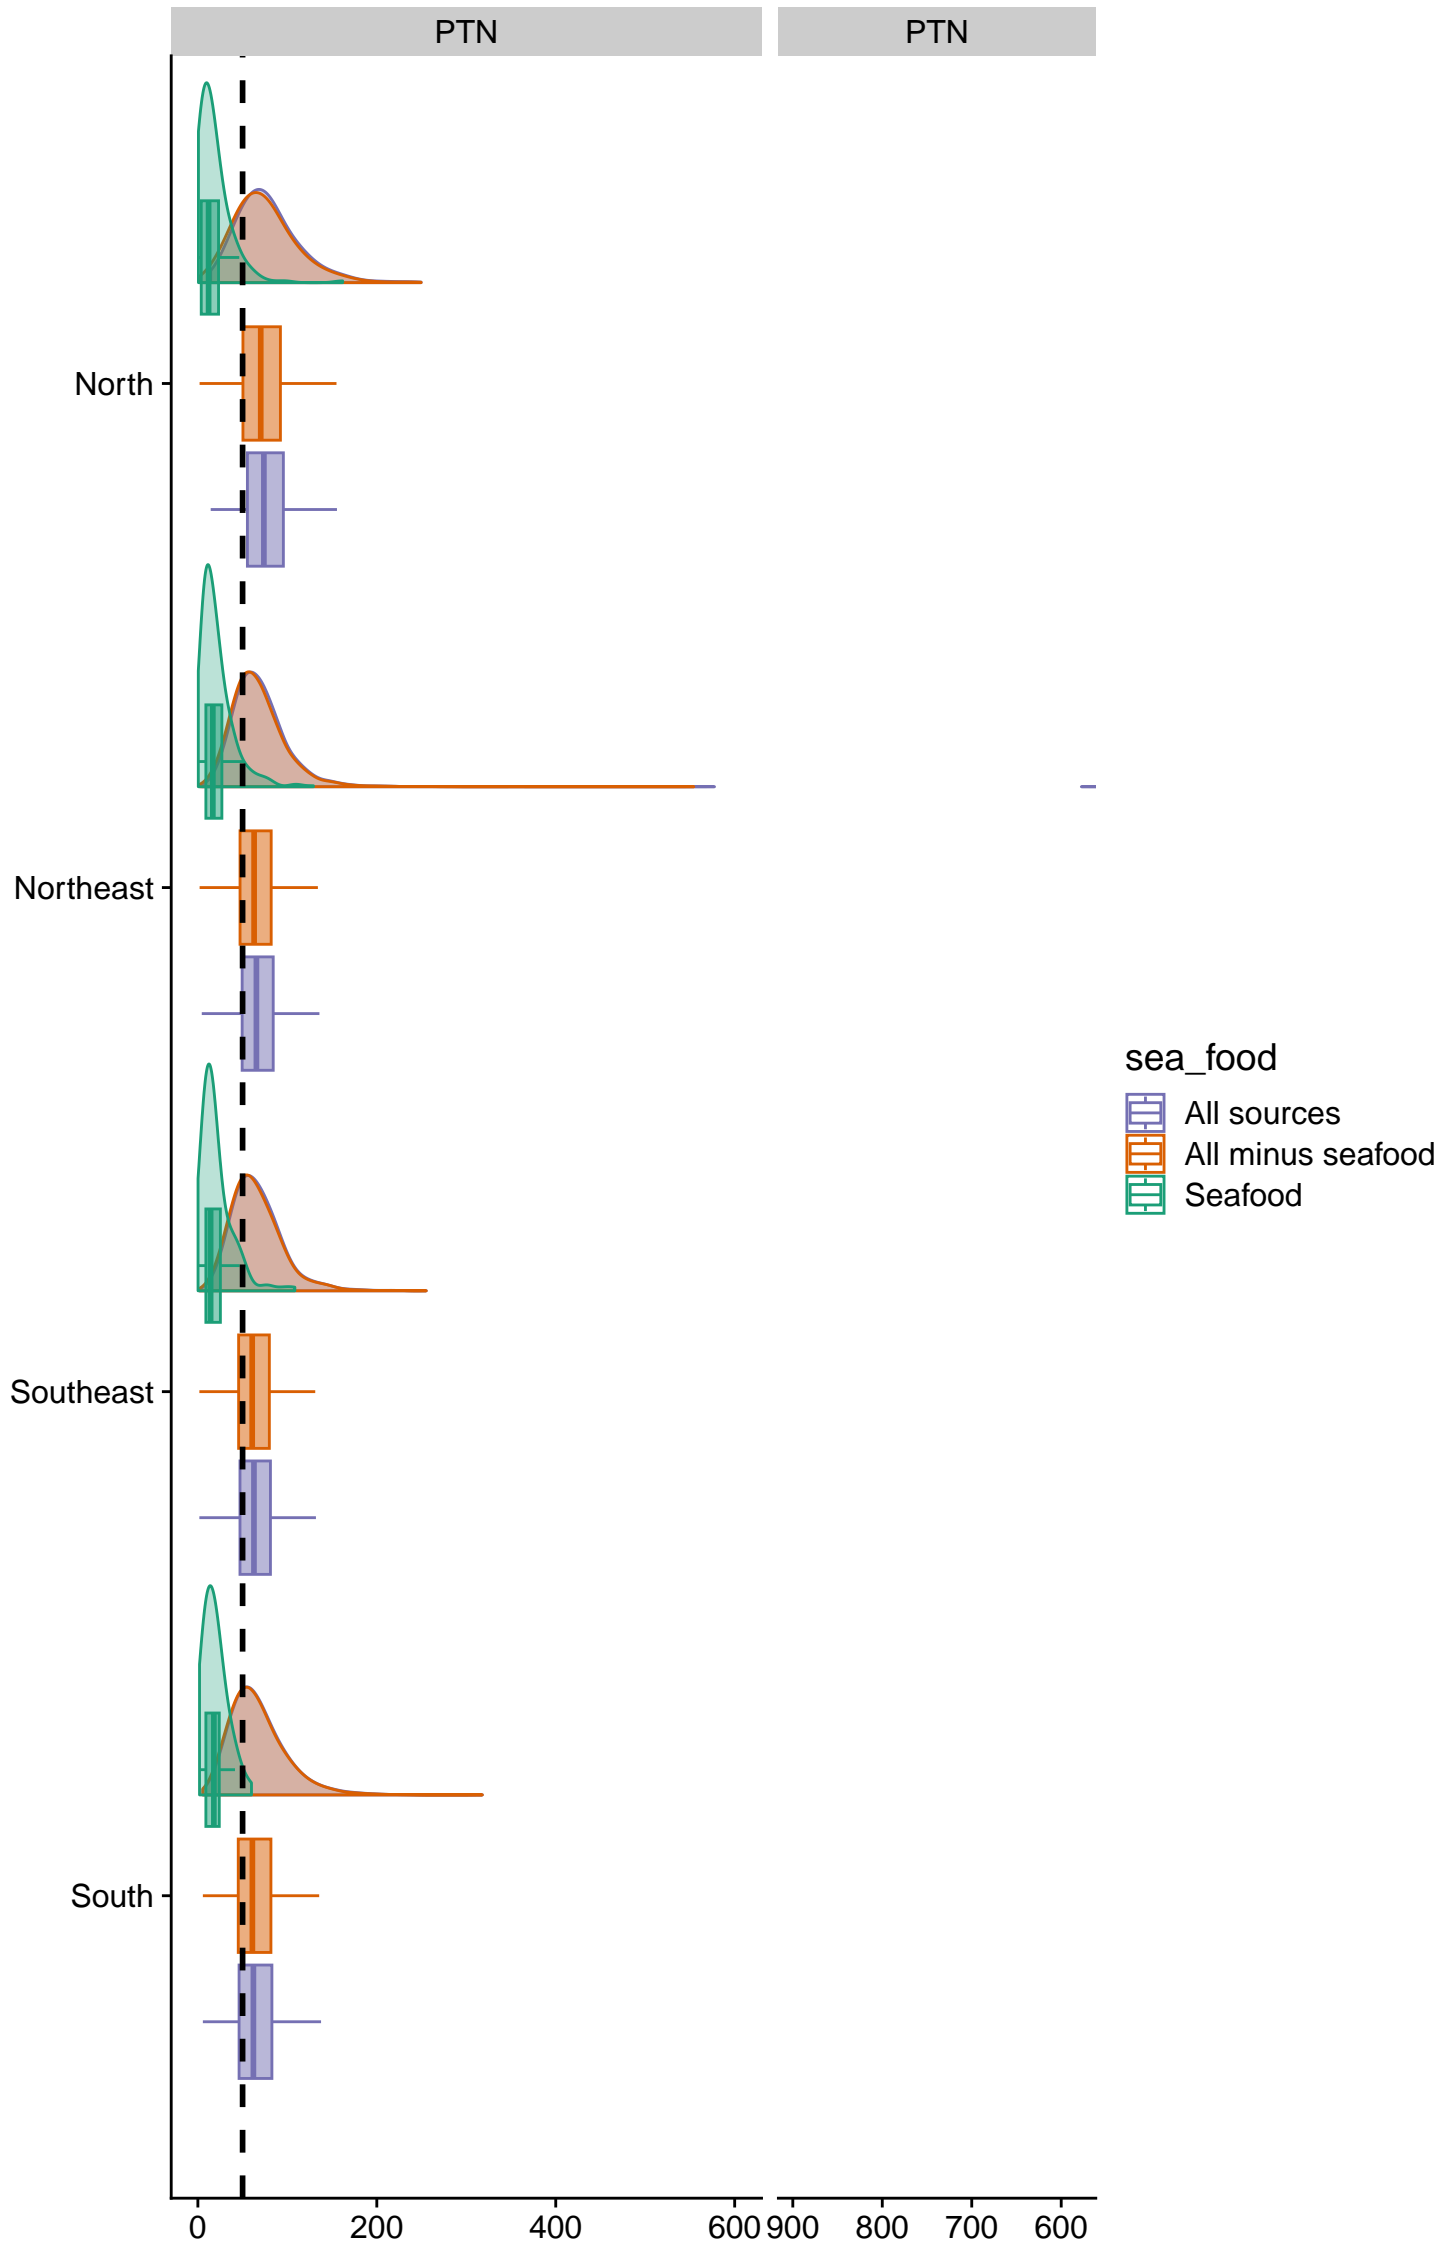 PTN PTN
North
Northeast
Southeast
South
sea_food
All sources
All minus seafood
Seafood
0 200 400 600 900 800 700 600